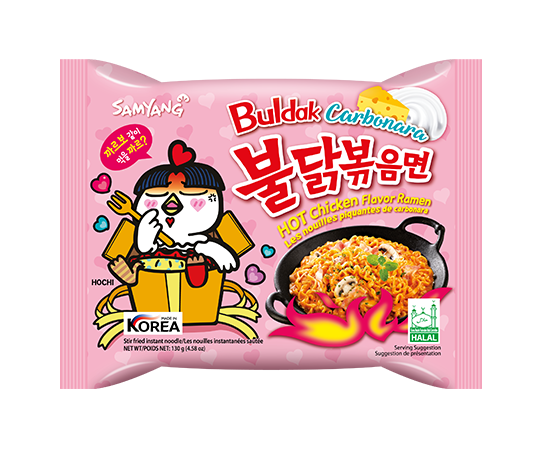 SAMYANG
까르보 같이
먹을까르?
Buldak Carbonara
불닭볶음면
HOT Chicken Flavor Ramen
Les nouilles piquantes de carbonara
HOCHI
MADE IN
KOREA
Stir fried instant noodle/Les nouilles instantanées sautée
NET WT/POIDS NET: 130 g (4.58 oz)
HALAL
Serving Suggestion
Suggestion de présentation